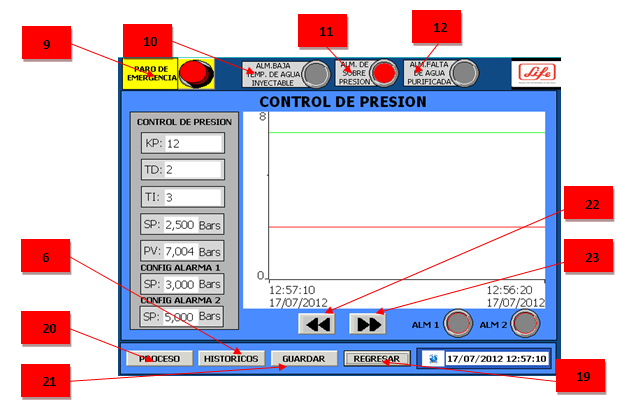 9
10
11
12
PARO DE
EMERGENCIA
ALM.BAJA
TEMP. DE AGUA
INYECTABLE
ALM. DE
SOBRE
PRESION
ALM.FALTA
DE AGUA
PURIFICADA
Life
CONTROL DE PRESION
CONTROL DE PRESION
KP: 12
TD: 2
TI: 3
SP: 2,500 Bars
PV: 7,004 Bars
CONFIG ALARMA 1
SP: 3,000 Bars
CONFIG ALARMA 2
SP: 5,000 Bars
8
0
12:57:10
17/07/2012
12:56:20
17/07/2012
22
23
6
ALM 1
ALM 2
20
PROCESO
HISTORICOS
GUARDAR
REGRESAR
17/07/2012 12:57:10
21
19